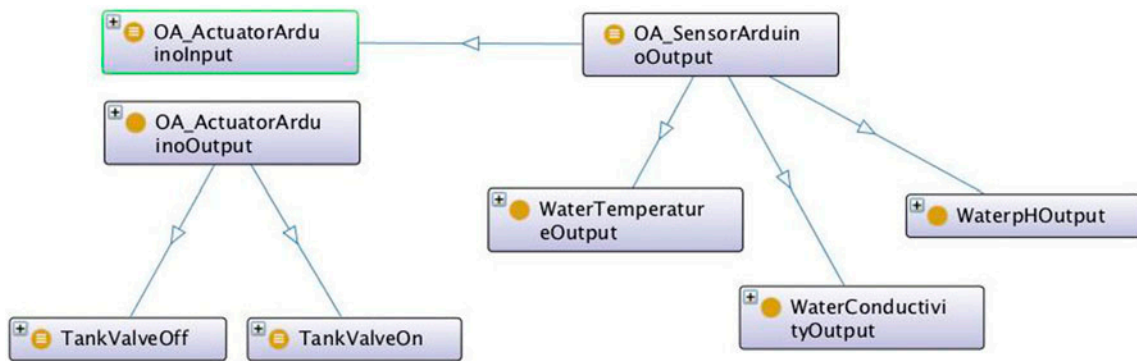 OA_ActuatorArdu
inoInput
OA_SensorArduin
oOutput
OA_ActuatorArdu
inoOutput
WaterTemperatur
eOutput
WaterpHOutput
WaterConductivi
tyOutput
TankValveOff
TankValveOn